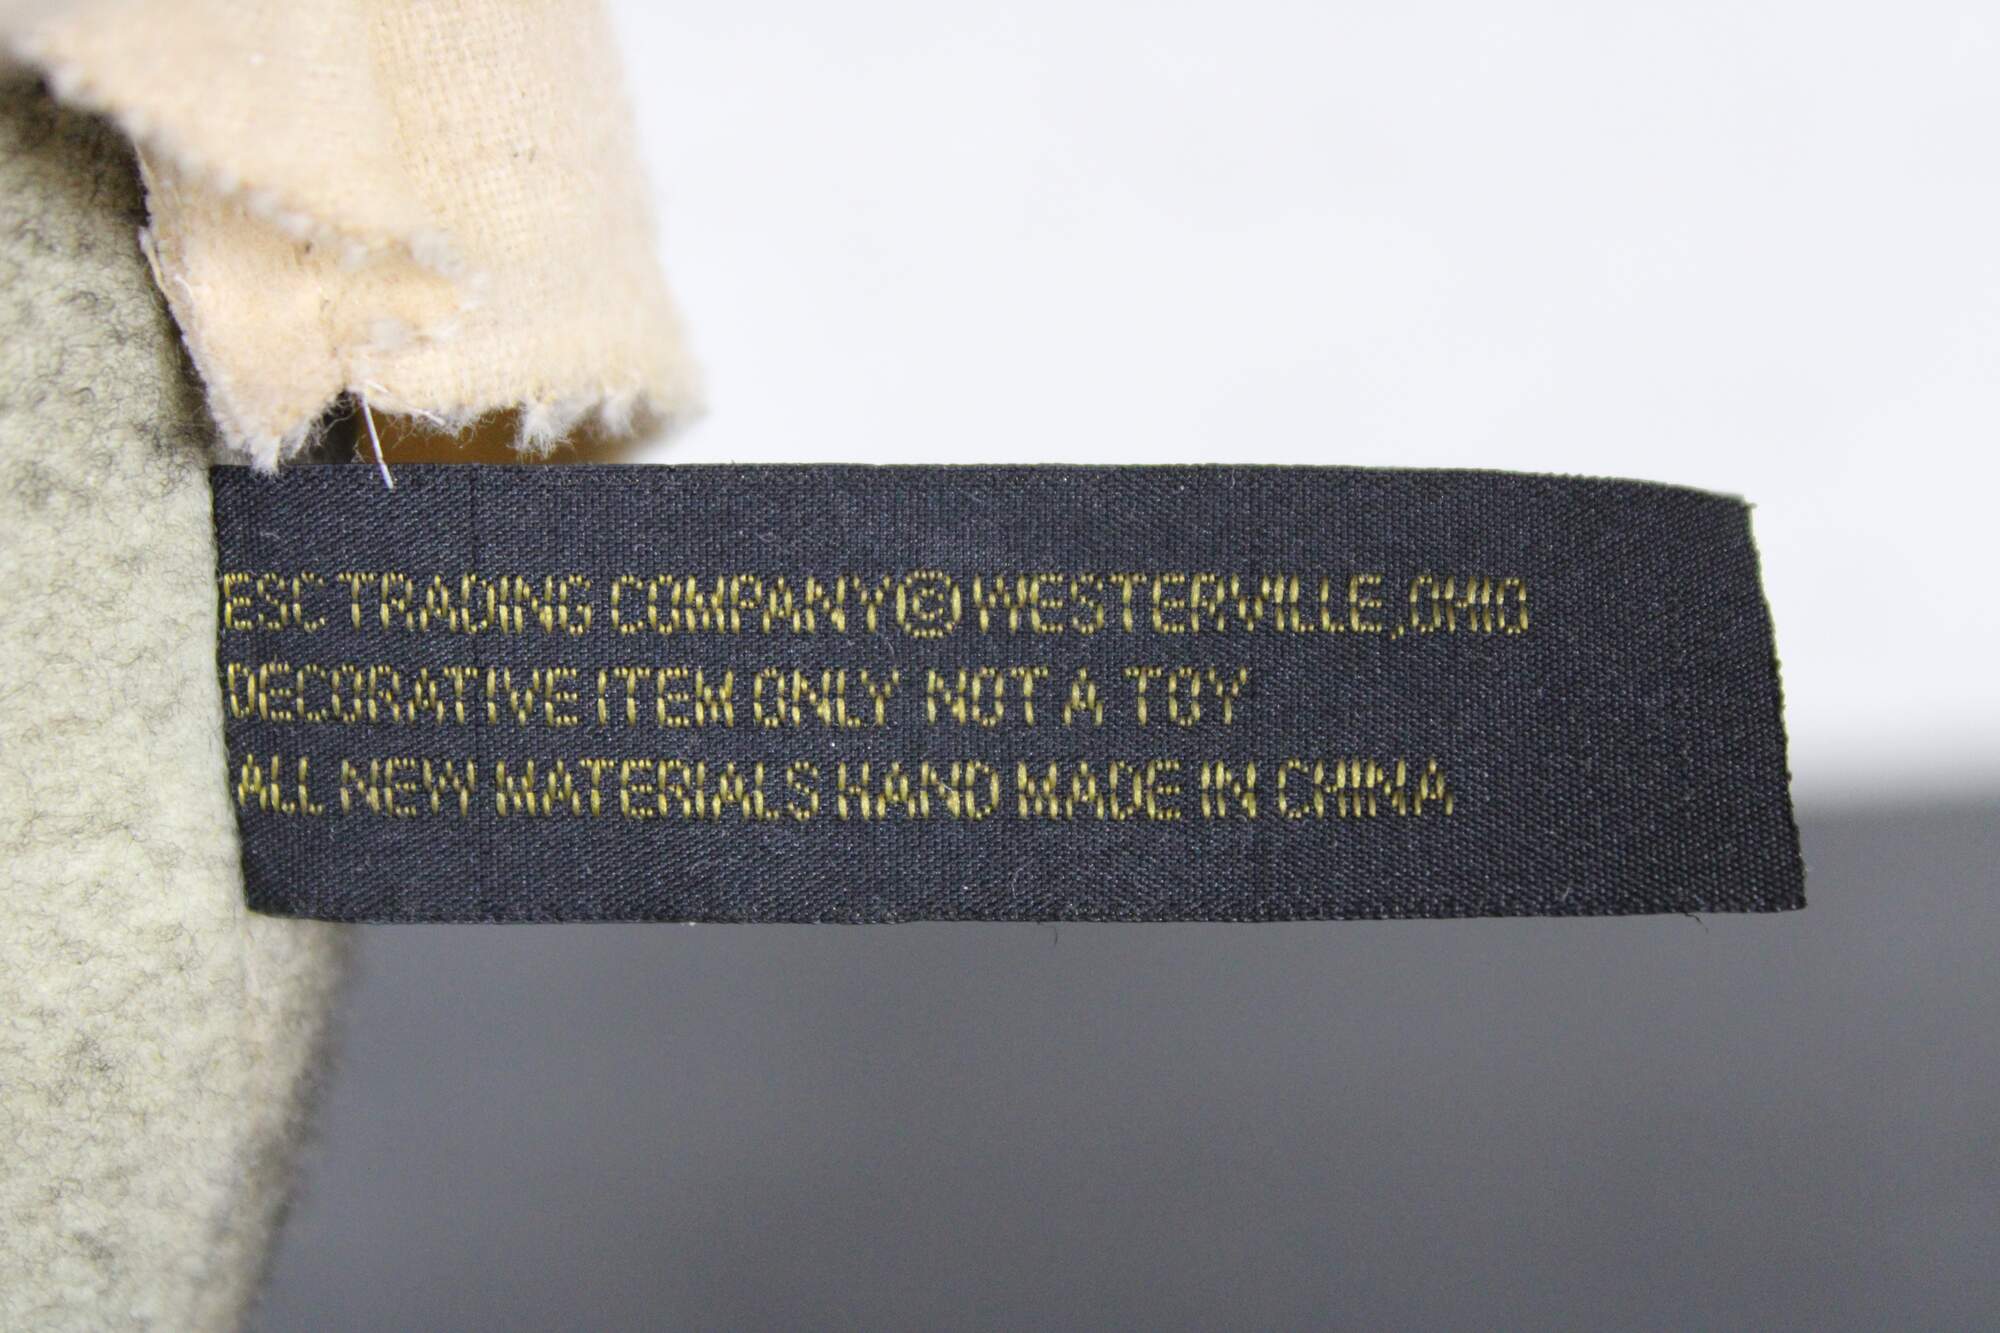 ESC TRADING COMPANY© WESTERVILLE, OHIO
DECORATIVE ITEM ONLY NOT A TOY
ALL NEW MATERIALS HAND MADE IN CHINA